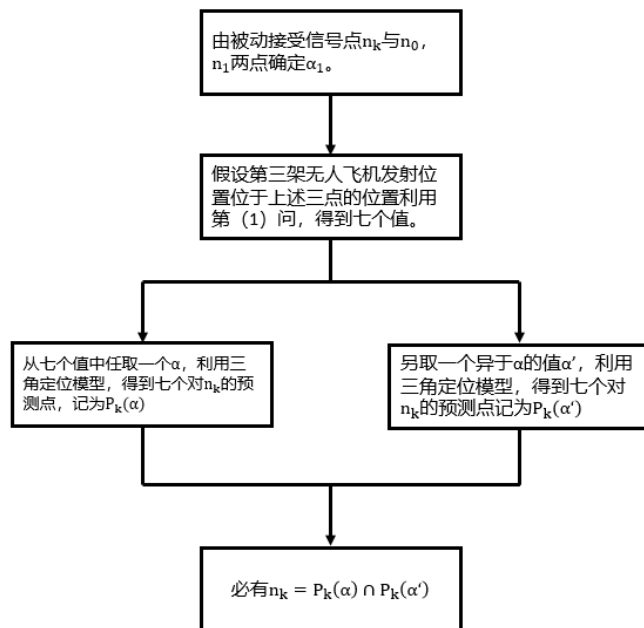 由被动接受信号点nₖ与n₀，
n₁两点确定α₁。
假设第三架无人飞机发射位
置位于上述三点的位置利用
第（1）问，得到七个值。
从七个值中任取一个α，利用三
角定位模型，得到七个对nₖ的预
测点，记为Pₖ(α)
另取一个异于α的值α‘，利用
三角定位模型，得到七个对
nₖ的预测点记为Pₖ(α‘)
必有nₖ = Pₖ(α) ∩ Pₖ(α‘)